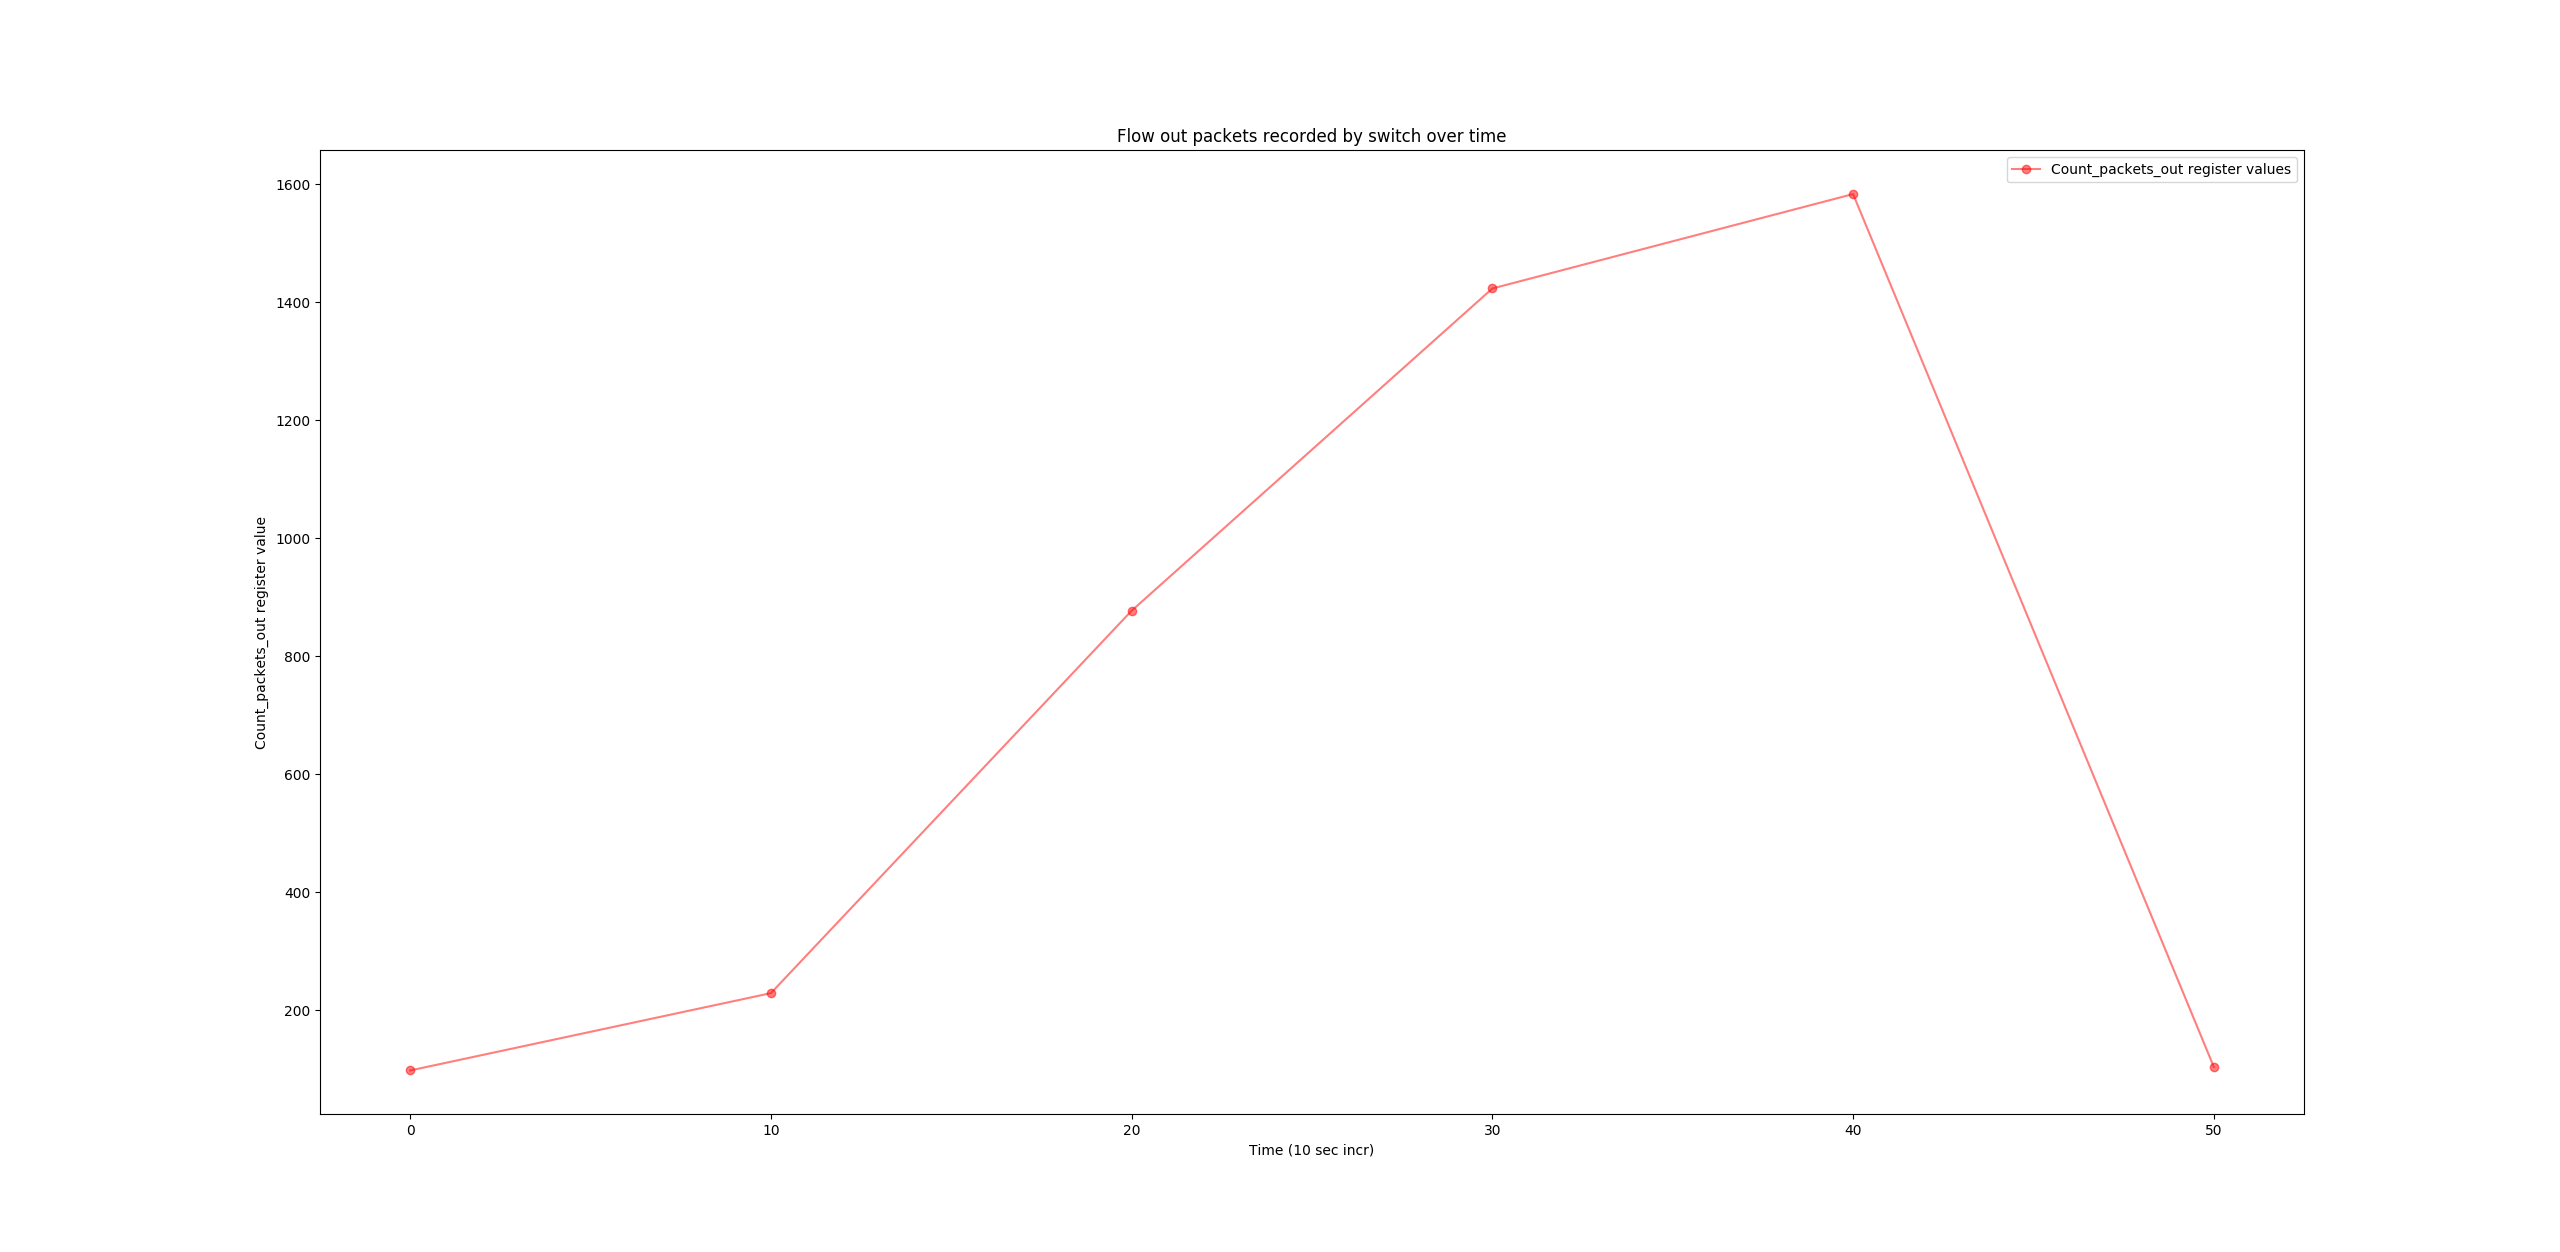 Flow out packets recorded by switch over time
Count_packets_out register values
1600
1400
1200
1000
800
600
400
200
Count_packets_out register value
0 10 20 30 40 50
Time (10 sec incr)